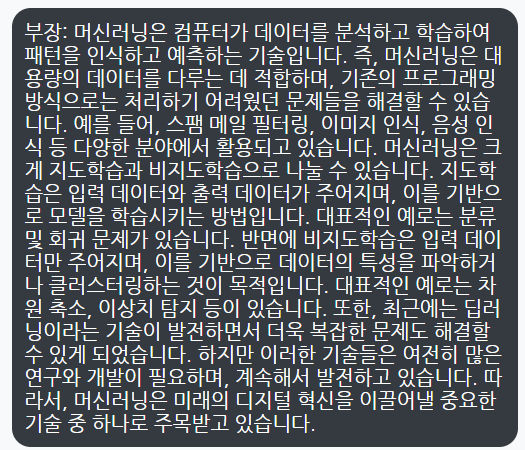 부장: 머신러닝은 컴퓨터가 데이터를 분석하고 학습하여
패턴을 인식하고 예측하는 기술입니다. 즉, 머신러닝은 대
용량의 데이터를 다루는 데 적합하며, 기존의 프로그래밍
방식으로는 처리하기 어려웠던 문제들을 해결할 수 있습
니다. 예를 들어, 스팸 메일 필터링, 이미지 인식, 음성 인
식 등 다양한 분야에서 활용되고 있습니다. 머신러닝은 크
게 지도학습과 비지도학습으로 나눌 수 있습니다. 지도학
습은 입력 데이터와 출력 데이터가 주어지며, 이를 기반으
로 모델을 학습시키는 방법입니다. 대표적인 예로는 분류
및 회귀 문제가 있습니다. 반면에 비지도학습은 입력 데이
터만 주어지며, 이를 기반으로 데이터의 특성을 파악하거
나 클러스터링하는 것이 목적입니다. 대표적인 예로는 차
원 축소, 이상치 탐지 등이 있습니다. 또한, 최근에는 딥러
닝이라는 기술이 발전하면서 더욱 복잡한 문제도 해결할
수 있게 되었습니다. 하지만 이러한 기술들은 여전히 많은
연구와 개발이 필요하며, 계속해서 발전하고 있습니다. 따
라서, 머신러닝은 미래의 디지털 혁신을 이끌어낼 중요한
기술 중 하나로 주목받고 있습니다.